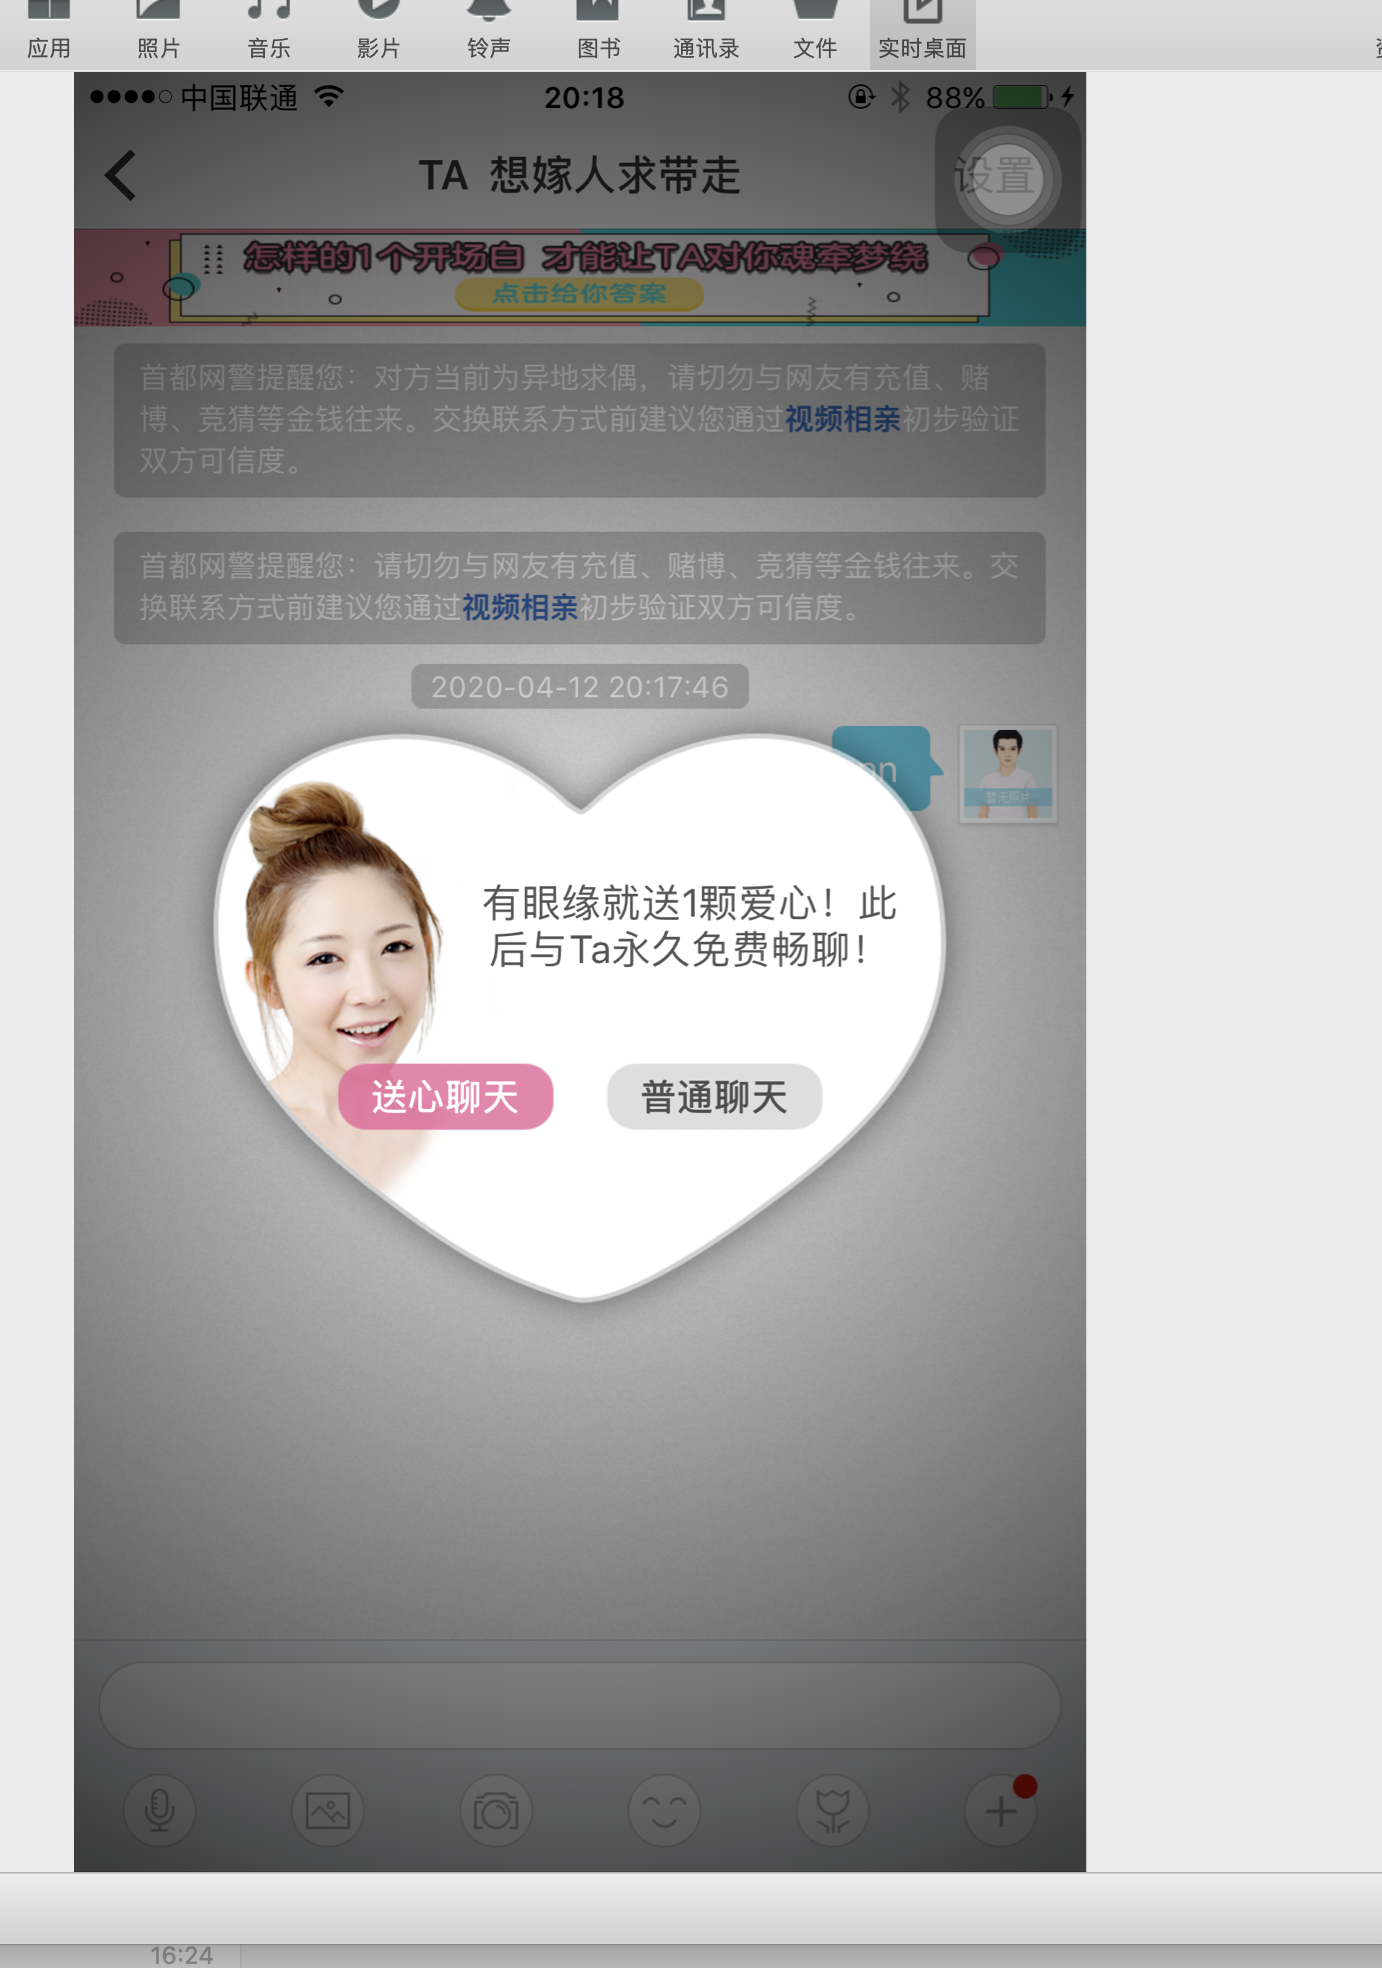 应用 照片 音乐 影片 铃声 图书 通讯录 文件 实时桌面
中国联通 20:18 88%
TA 想嫁人求带走 设置
怎样的1个开场白 才能让TA对你魂牵梦绕
点击给你答案
首都网警提醒您：对方当前为异地求偶，请切勿与网友有充值、赌
博、竞猜等金钱往来。交换联系方式前建议您通过视频相亲初步验证
双方可信度。
首都网警提醒您：请切勿与网友有充值、赌博、竞猜等金钱往来。交
换联系方式前建议您通过视频相亲初步验证双方可信度。
2020-04-12 20:17:46
暂无照片
有眼缘就送1颗爱心！此
后与Ta永久免费畅聊！
送心聊天 普通聊天
16:24